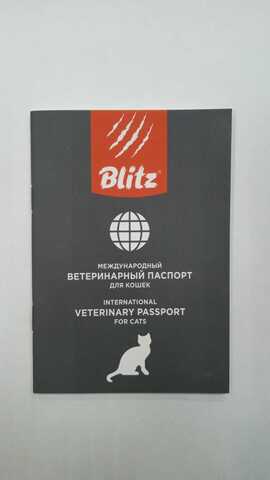 Blitz®
МЕЖДУНАРОДНЫЙ
ВЕТЕРИНАРНЫЙ ПАСПОРТ
ДЛЯ КОШЕК
INTERNATIONAL
VETERINARY PASSPORT
FOR CATS